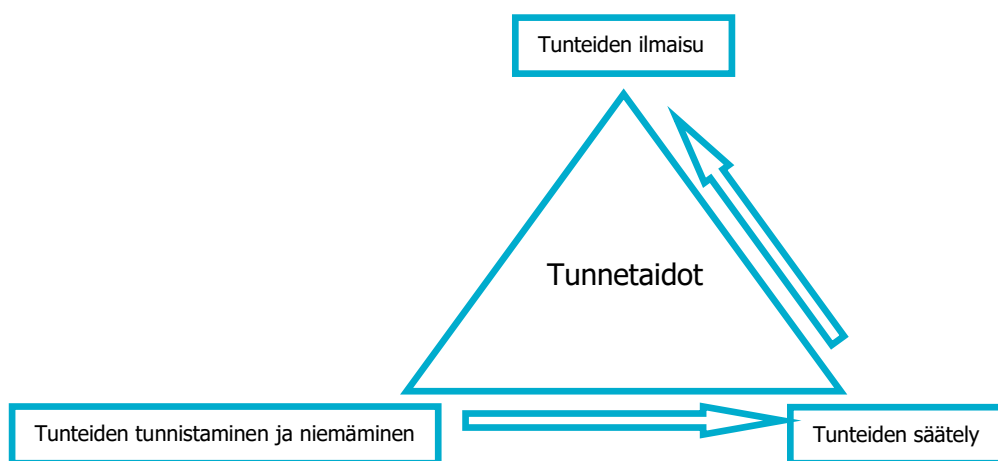 Tunteiden ilmaisu
Tunnetaidot
Tunteiden tunnistaminen ja niemäminen
Tunteiden säätely